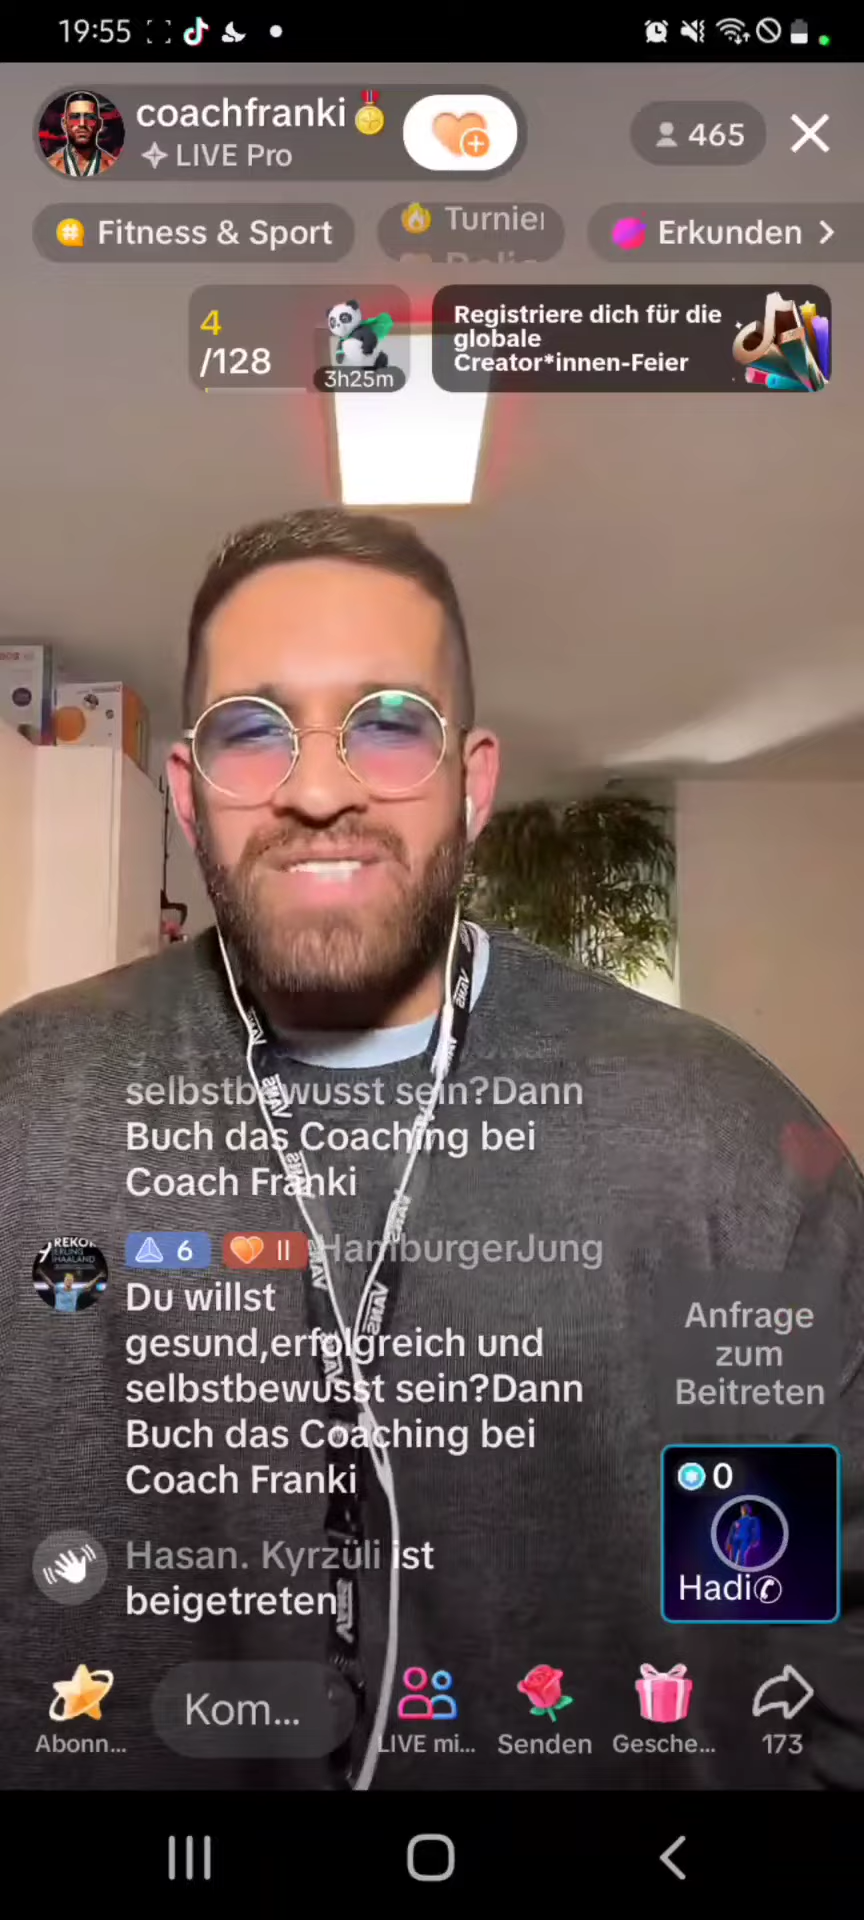 19:55
coachfranki
LIVE Pro
465
Fitness & Sport
Turnier
Erkunden
4
/128
3h25m
Registriere dich für die
globale
Creator*innen-Feier
selbstbewusst sein?Dann
Buch das Coaching bei
Coach Franki
6 II HamburgerJung
Du willst
gesund,erfolgreich und
selbstbewusst sein?Dann
Buch das Coaching bei
Coach Franki
Hasan. Kyrzüli ist
beigetreten
Anfrage
zum
Beitreten
0
Hadi
Kom...
Abonn...
LIVE mi...
Senden
Gesche...
173
VANS